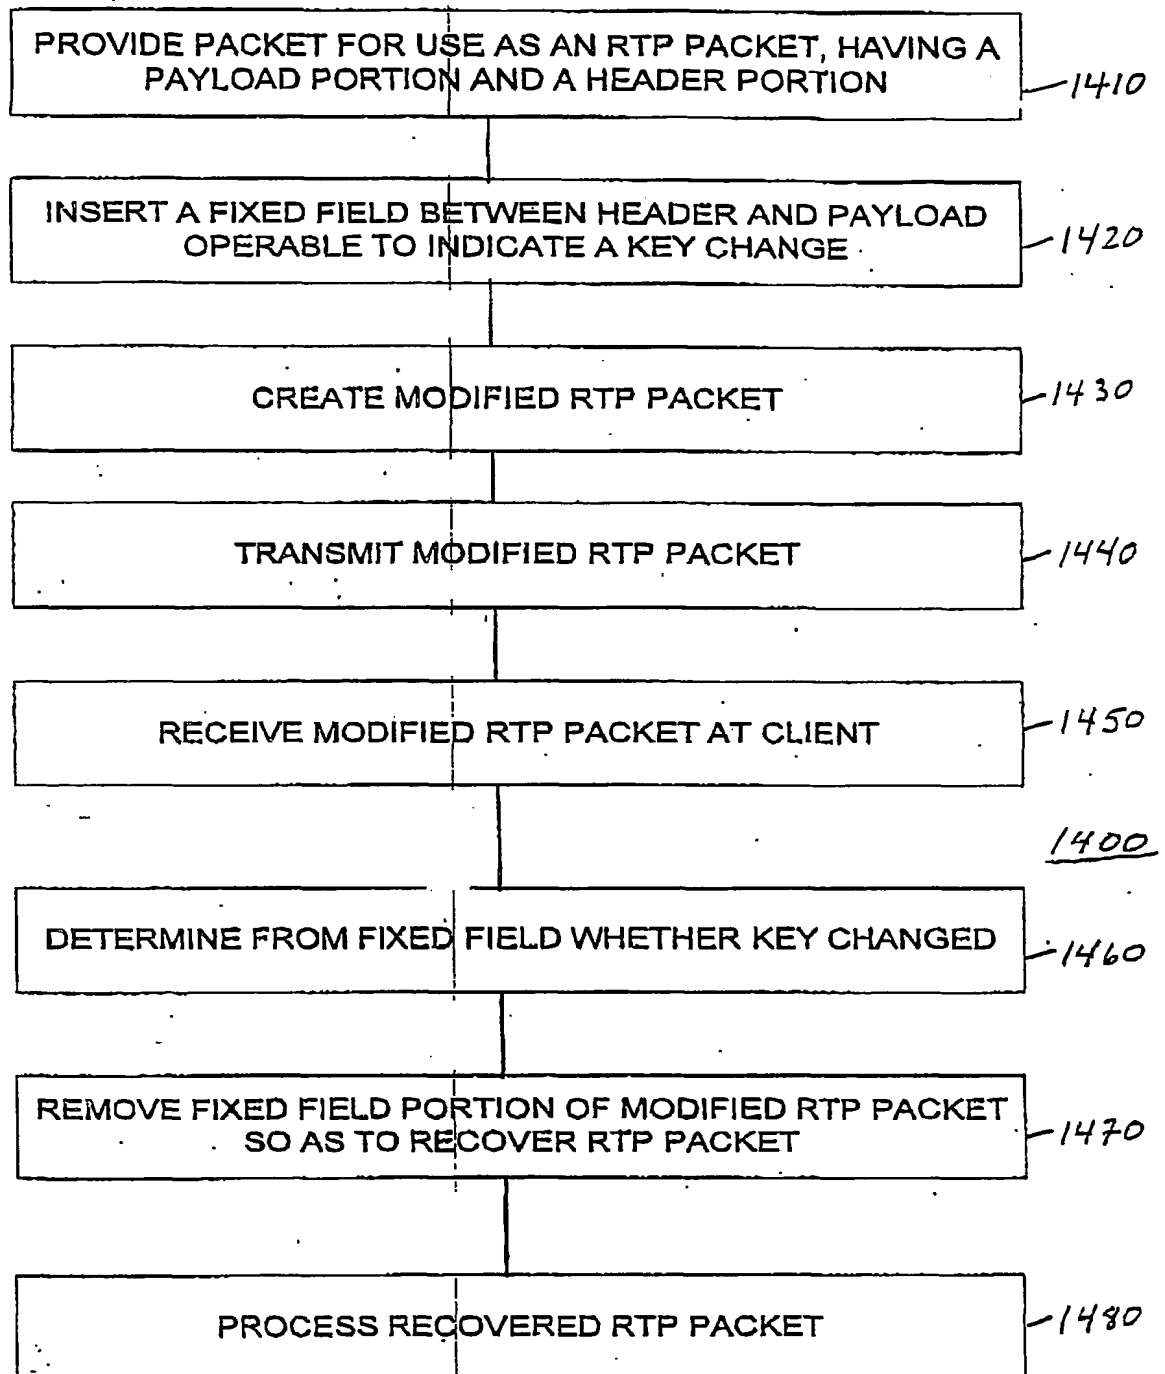 PROVIDE PACKET FOR USE AS AN RTP PACKET, HAVING A
PAYLOAD PORTION AND A HEADER PORTION
1410
INSERT A FIXED FIELD BETWEEN HEADER AND PAYLOAD
OPERABLE TO INDICATE A KEY CHANGE
1420
CREATE MODIFIED RTP PACKET
1430
TRANSMIT MODIFIED RTP PACKET
1440
RECEIVE MODIFIED RTP PACKET AT CLIENT
1450
1400
DETERMINE FROM FIXED FIELD WHETHER KEY CHANGED
1460
REMOVE FIXED FIELD PORTION OF MODIFIED RTP PACKET
SO AS TO RECOVER RTP PACKET
1470
PROCESS RECOVERED RTP PACKET
1480